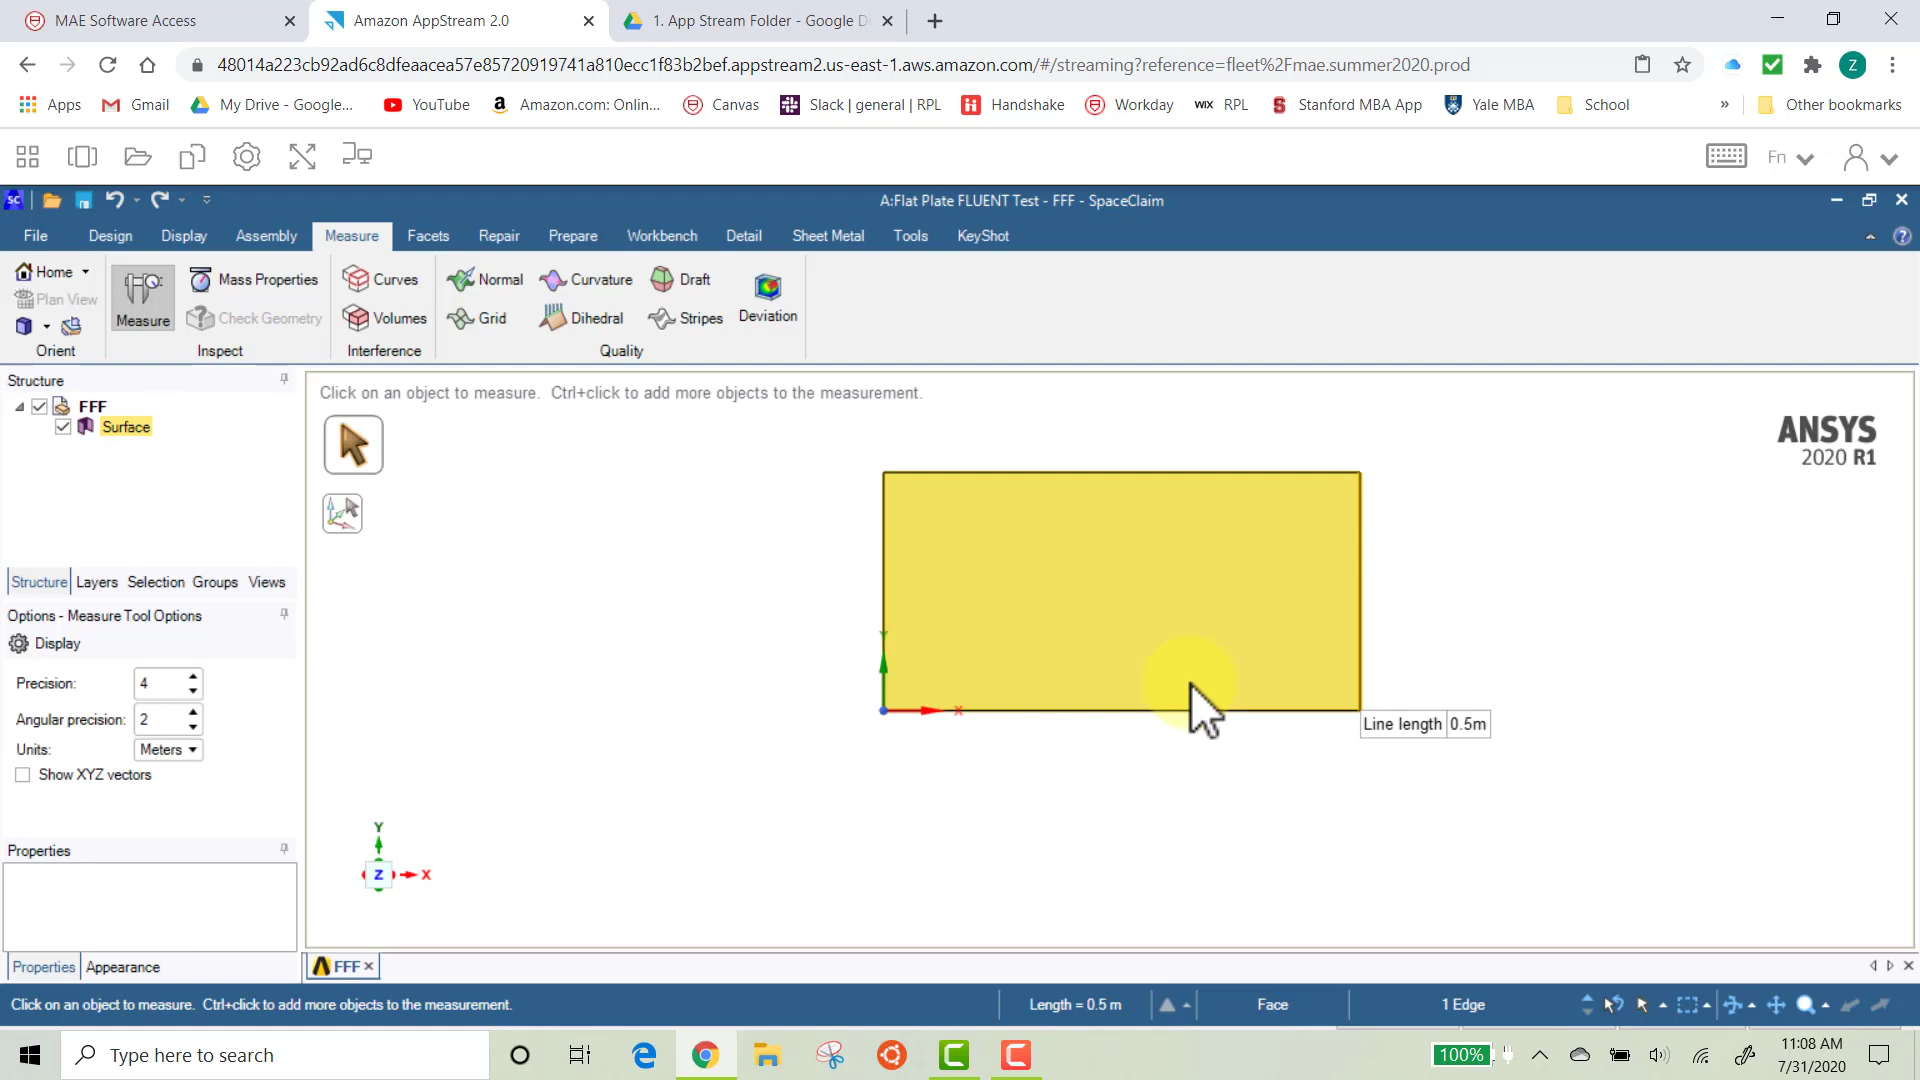 MAE Software Access
Amazon AppStream 2.0
1. App Stream Folder - Google D
48014a223cb92ad6c8dfeaacea57e85720919741a810ecc1f83b2bef.appstream2.us-east-1.aws.amazon.com/#/streaming?reference=fleet%2Fmae.summer2020.prod
Z
Apps Gmail My Drive - Google... YouTube Amazon.com: Onlin... Canvas Slack | general | RPL Handshake Workday WIX RPL Stanford MBA App Yale MBA School » Other bookmarks
Fn
SC A:Flat Plate FLUENT Test - FFF - SpaceClaim
File Design Display Assembly Measure Facets Repair Prepare Workbench Detail Sheet Metal Tools KeyShot
Home Mass Properties Curves Normal Curvature Draft
Plan View Measure Check Geometry Volumes Grid Dihedral Stripes Deviation
Orient Inspect Interference Quality
Structure
FFF
Surface
Click on an object to measure. Ctrl+click to add more objects to the measurement.
ANSYS
2020 R1
Structure Layers Selection Groups Views
Options - Measure Tool Options
Display
Precision: 4
Angular precision: 2
Units: Meters
Show XYZ vectors
Y
X
Line length 0.5m
Y
Z X
Properties
Properties Appearance
FFF
Click on an object to measure. Ctrl+click to add more objects to the measurement. Length = 0.5 m Face 1 Edge
Type here to search
100%
11:08 AM
7/31/2020